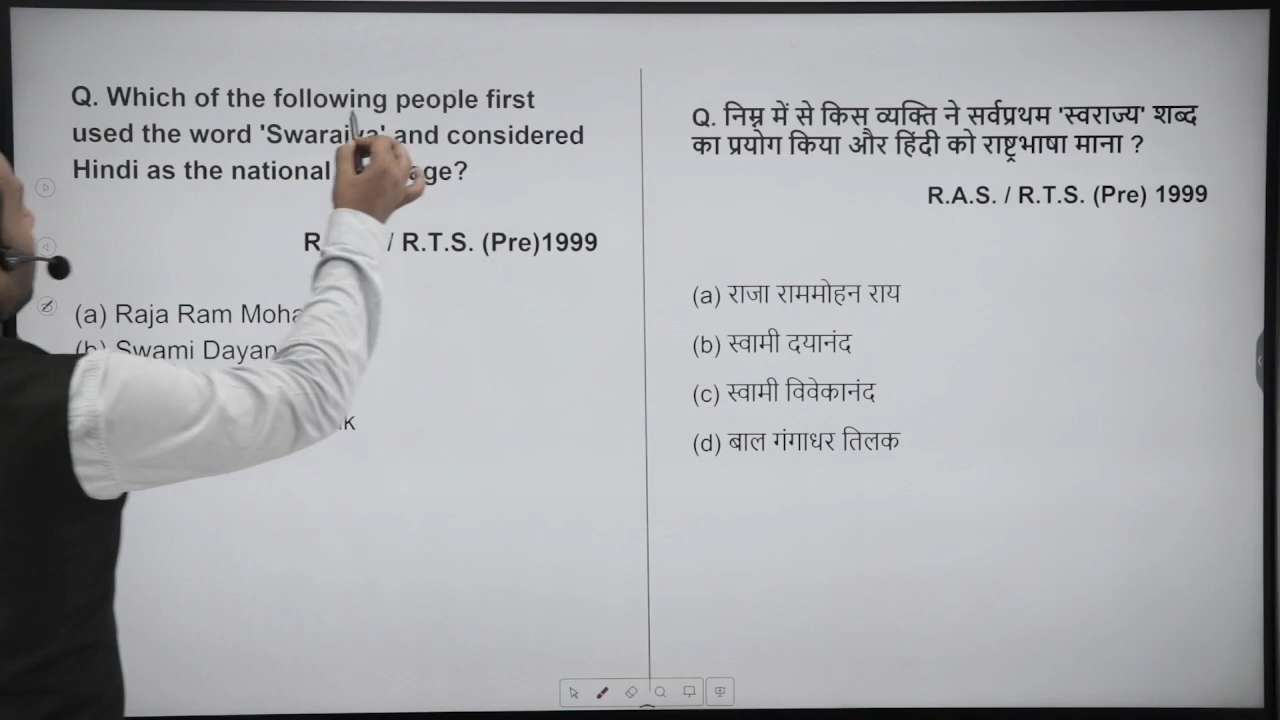 Q. Which of the following people first
used the word 'Swarajya' and considered
Hindi as the national
R. / R.T.S. (Pre)1999
(a) Raja Ram Moha
(b) Swami Dayan
Q. निम्न में से किस व्यक्ति ने सर्वप्रथम 'स्वराज्य' शब्द
का प्रयोग किया और हिंदी को राष्ट्रभाषा माना ?
R.A.S. / R.T.S. (Pre) 1999
(a) राजा राममोहन राय
(b) स्वामी दयानंद
(c) स्वामी विवेकानंद
(d) बाल गंगाधर तिलक